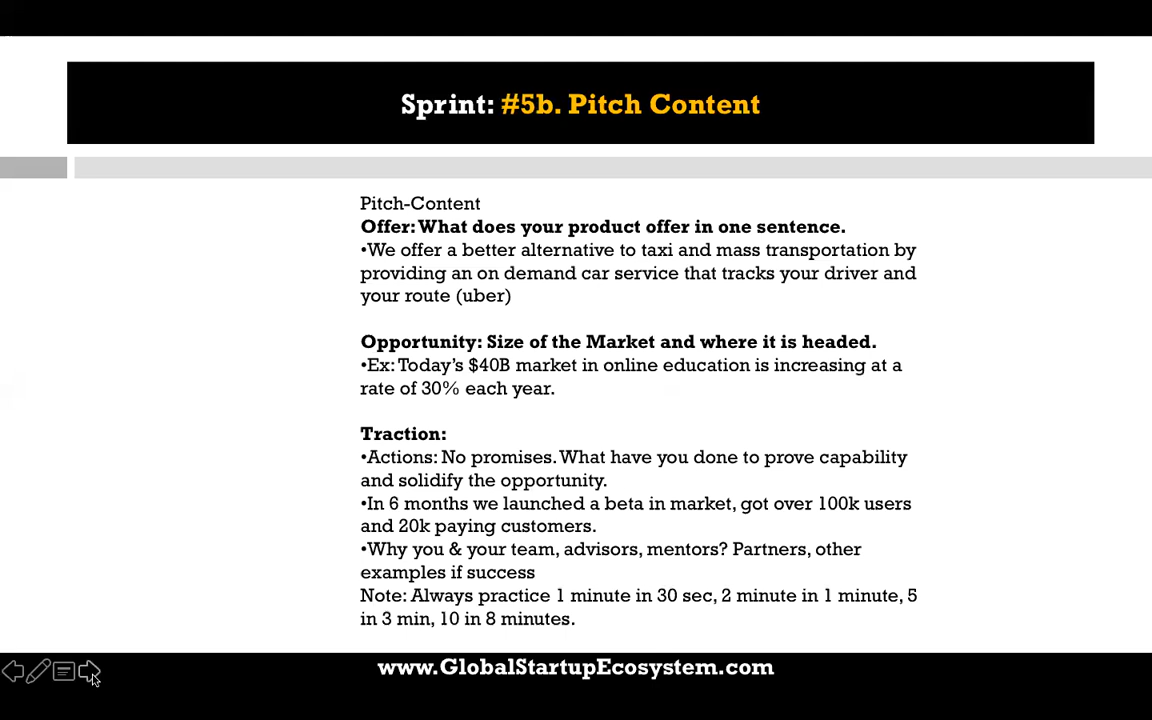 Sprint: #5b. Pitch Content
Pitch-Content
Offer: What does your product offer in one sentence.
•We offer a better alternative to taxi and mass transportation by
providing an on demand car service that tracks your driver and
your route (uber)
Opportunity: Size of the Market and where it is headed.
•Ex: Today's $40B market in online education is increasing at a
rate of 30% each year.
Traction:
•Actions: No promises. What have you done to prove capability
and solidify the opportunity.
•In 6 months we launched a beta in market, got over 100k users
and 20k paying customers.
•Why you & your team, advisors, mentors? Partners, other
examples if success
Note: Always practice 1 minute in 30 sec, 2 minute in 1 minute, 5
in 3 min, 10 in 8 minutes.
www.GlobalStartupEcosystem.com